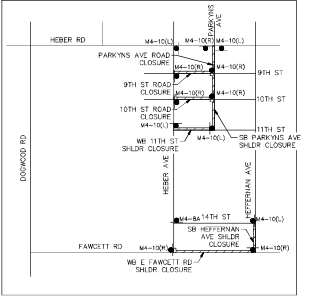 PARKYNS
AVE
HEBER RD
M4-10(L)
M4-10(R)
M4-10(L)
PARKYNS AVE ROAD
CLOSURE
M4-10(R)
M4-10(R)
9TH ST
9TH ST ROAD
CLOSURE
M4-10(R)
M4-10(R)
10TH ST
10TH ST ROAD
CLOSURE
M4-10(L)
11TH ST
WB 11TH ST
SHLDR CLOSURE
M4-10(L)
SB PARKYNS AVE
SHLDR CLOSURE
DOGWOOD RD
HEBER AVE
HEFFERNAN AVE
M4-8A
14TH ST
M4-10(L)
SB HEFFERNAN
AVE SHLDR
CLOSURE
FAWCETT RD
M4-10(R)
M4-10(R)
WB E FAWCETT RD
SHLDR CLOSURE